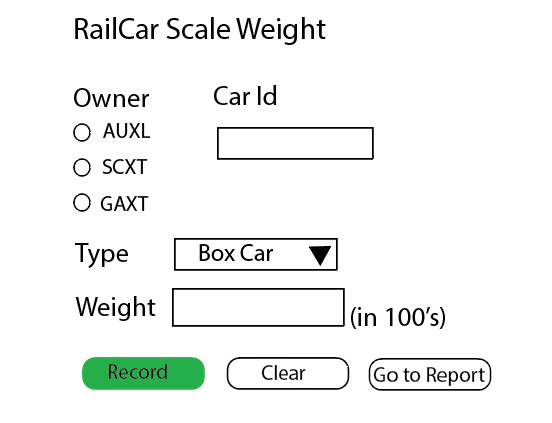 RailCar Scale Weight
Owner
Car Id
AUXL
SCXT
GAXT
Type
Box Car
Weight
(in 100's)
Record
Clear
Go to Report